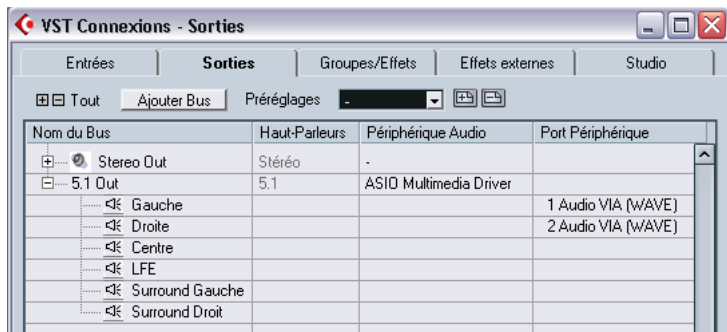 VST Connexions - Sorties
Entrées Sorties Groupes/Effets Effets externes Studio
Tout Ajouter Bus Préréglages -
Nom du Bus Haut-Parleurs Périphérique Audio Port Périphérique
Stereo Out Stéréo -
5.1 Out 5.1 ASIO Multimedia Driver
Gauche 1 Audio VIA (WAVE)
Droite 2 Audio VIA (WAVE)
Centre
LFE
Surround Gauche
Surround Droit